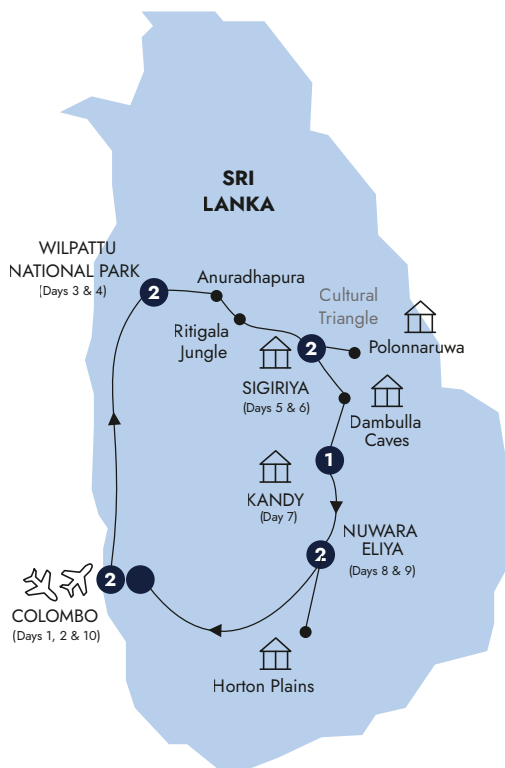 SRI
LANKA
WILPATTU
NATIONAL PARK
(Days 3 & 4)
2
Anuradhapura
Ritigala
Jungle
Cultural
Triangle
2
Polonnaruwa
SIGIRIYA
(Days 5 & 6)
Dambulla
Caves
1
KANDY
(Day 7)
NUWARA
ELIYA
(Days 8 & 9)
2
2
COLOMBO
(Days 1, 2 & 10)
Horton Plains